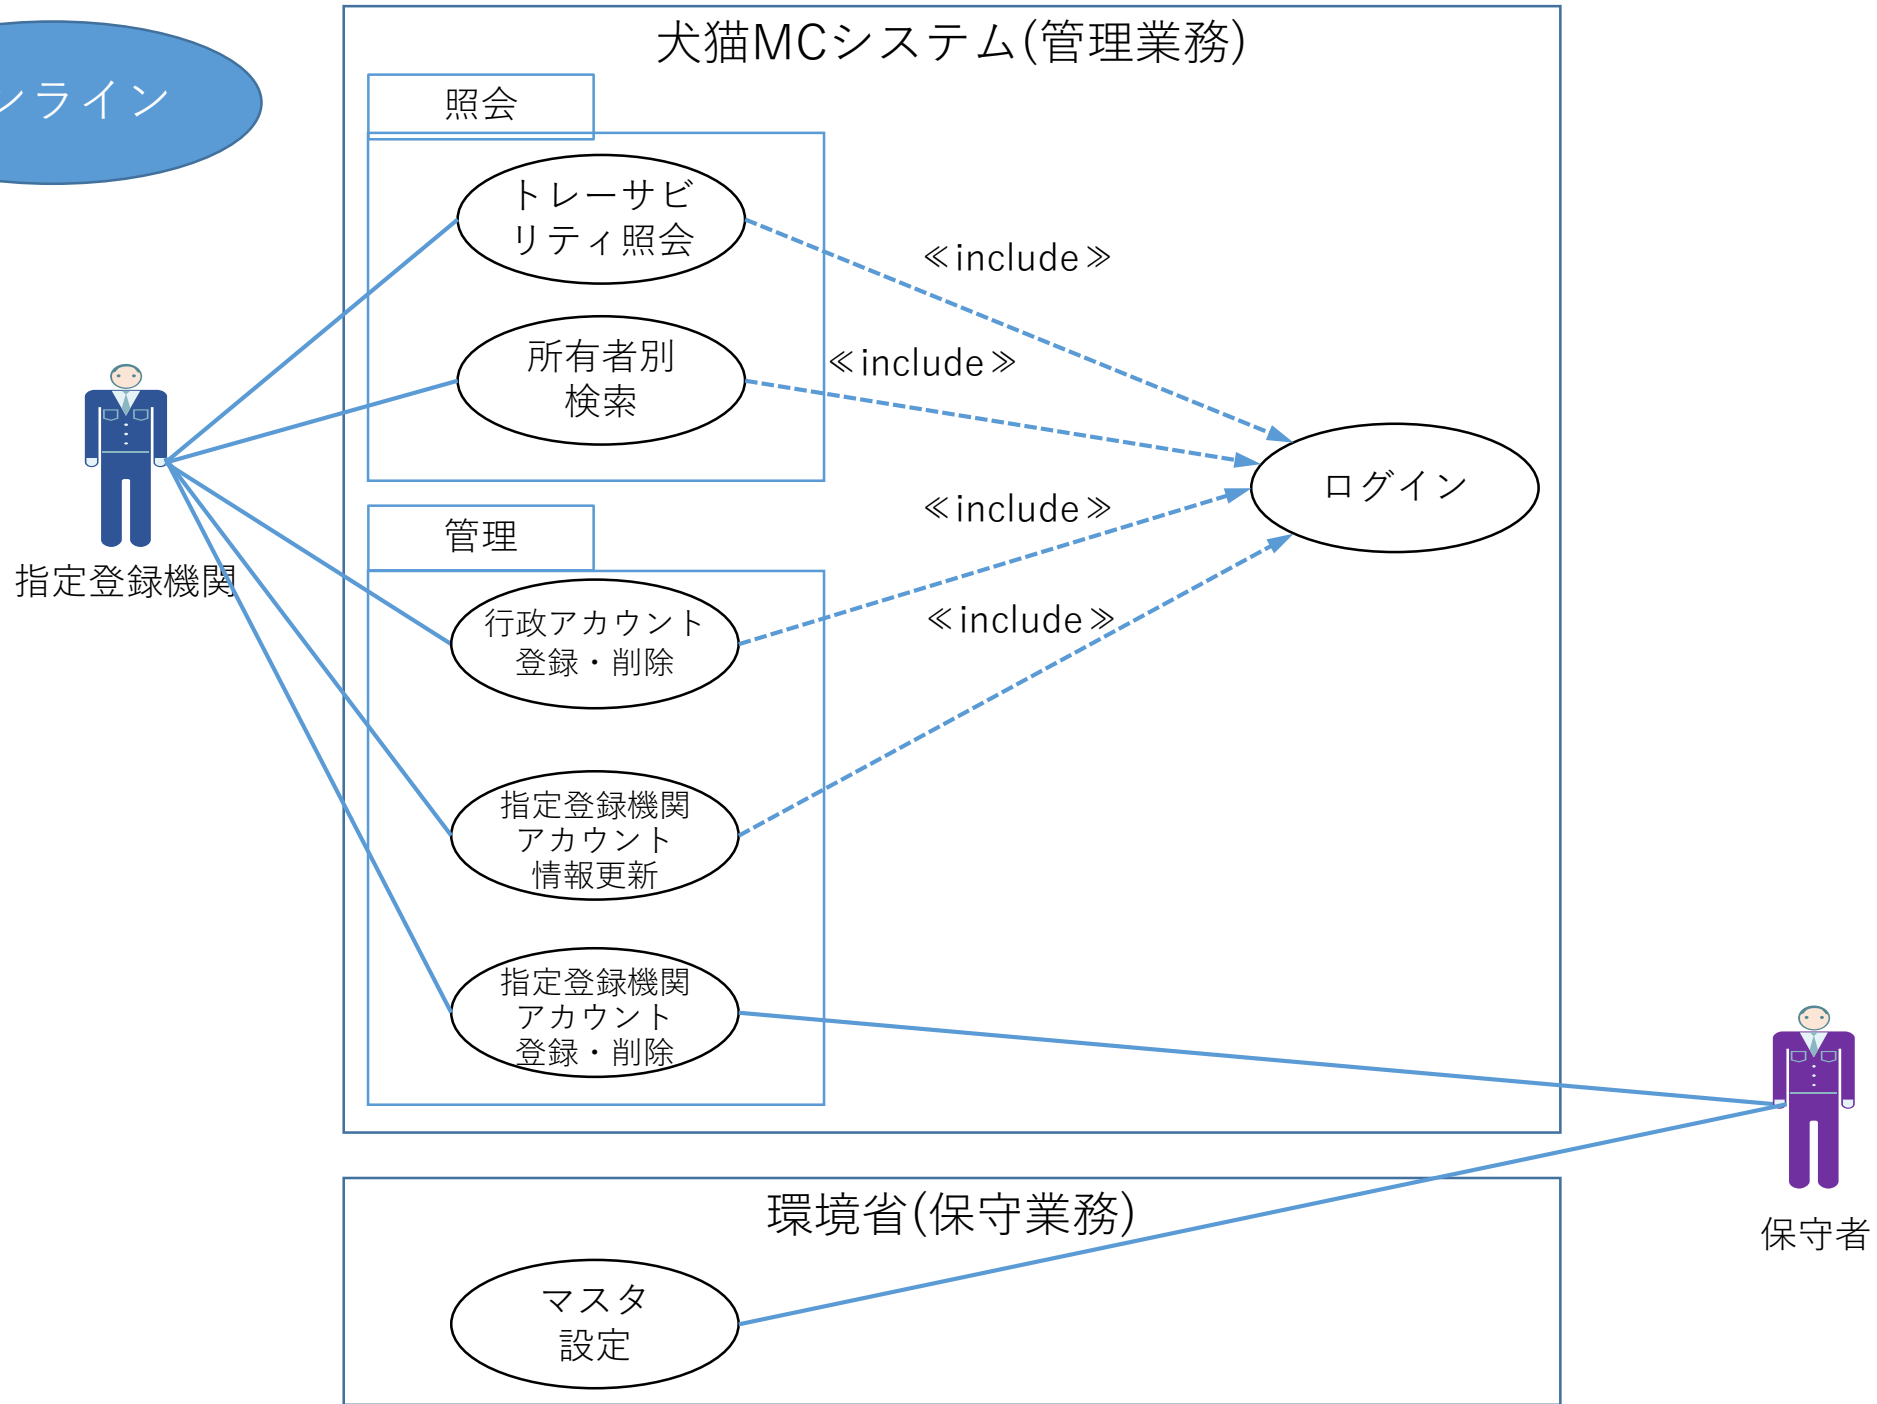 犬猫MCシステム(管理業務)
ンライン
照会
トレーサビ
リティ照会
≪include≫
所有者別
検索
≪include≫
ログイン
≪include≫
管理
指定登録機関
行政アカウント
登録・削除
≪include≫
指定登録機関
アカウント
情報更新
指定登録機関
アカウント
登録・削除
環境省(保守業務)
保守者
マスタ
設定